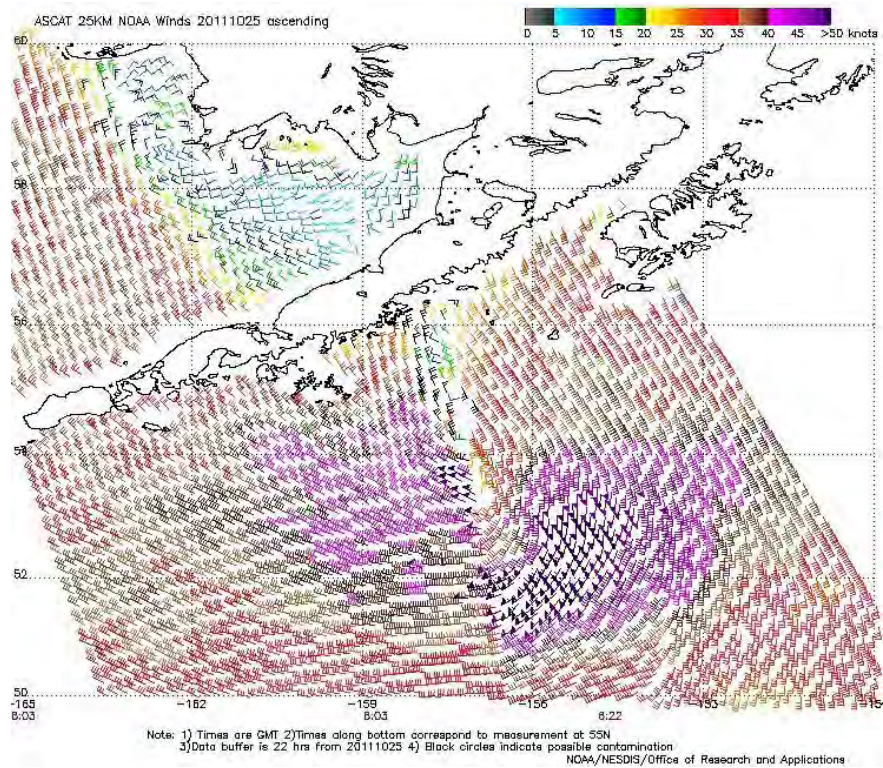 ASCAT 25KM NOAA Winds 20111025 ascending
0 5 10 15 20 25 30 35 40 45 >50 knots
60
58
56
54
52
50
-165 -162 -159 -156 -153 -15
8:03 8:03 8:22
Note: 1) Times are GMT 2)Times along bottom correspond to measurement at 55N
3)Data buffer is 22 hrs from 20111025 4) Black circles indicate possible contamination
NOAA/NESDIS/Office of Research and Applications